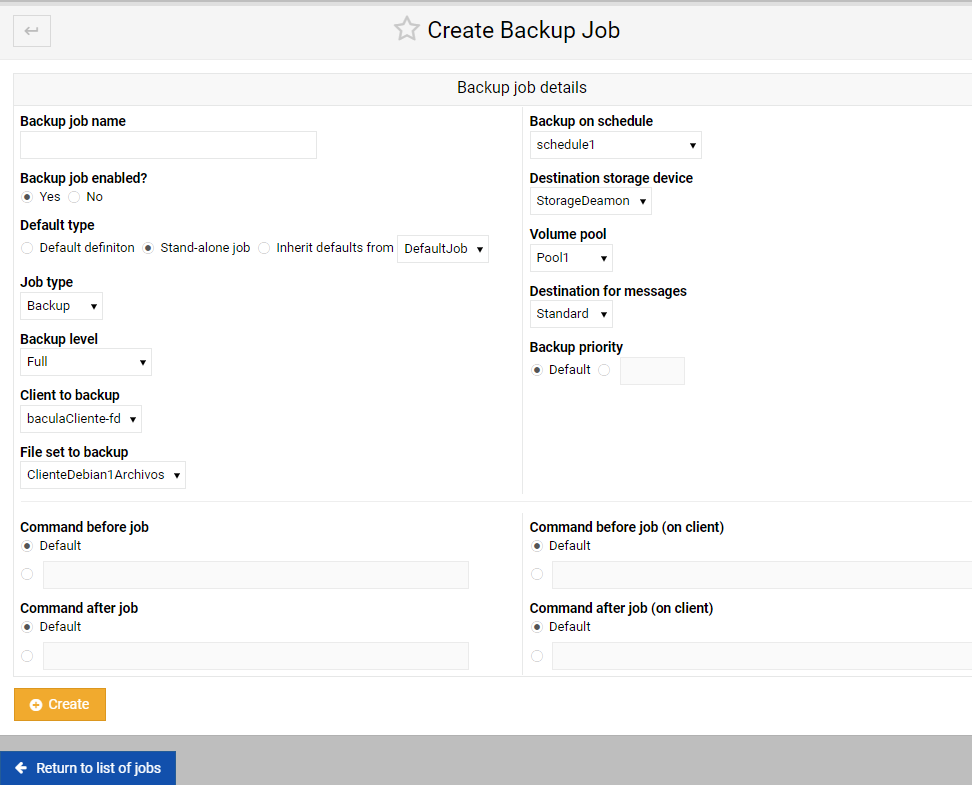 Create Backup Job
Backup job details
Backup job name
Backup job enabled?
Yes No
Default type
Default definiton Stand-alone job Inherit defaults from DefaultJob
Job type
Backup
Backup level
Full
Client to backup
baculaCliente-fd
File set to backup
ClienteDebian1Archivos
Backup on schedule
schedule1
Destination storage device
StorageDeamon
Volume pool
Pool1
Destination for messages
Standard
Backup priority
Default
Command before job
Default
Command after job
Default
Command before job (on client)
Default
Command after job (on client)
Default
Create
Return to list of jobs